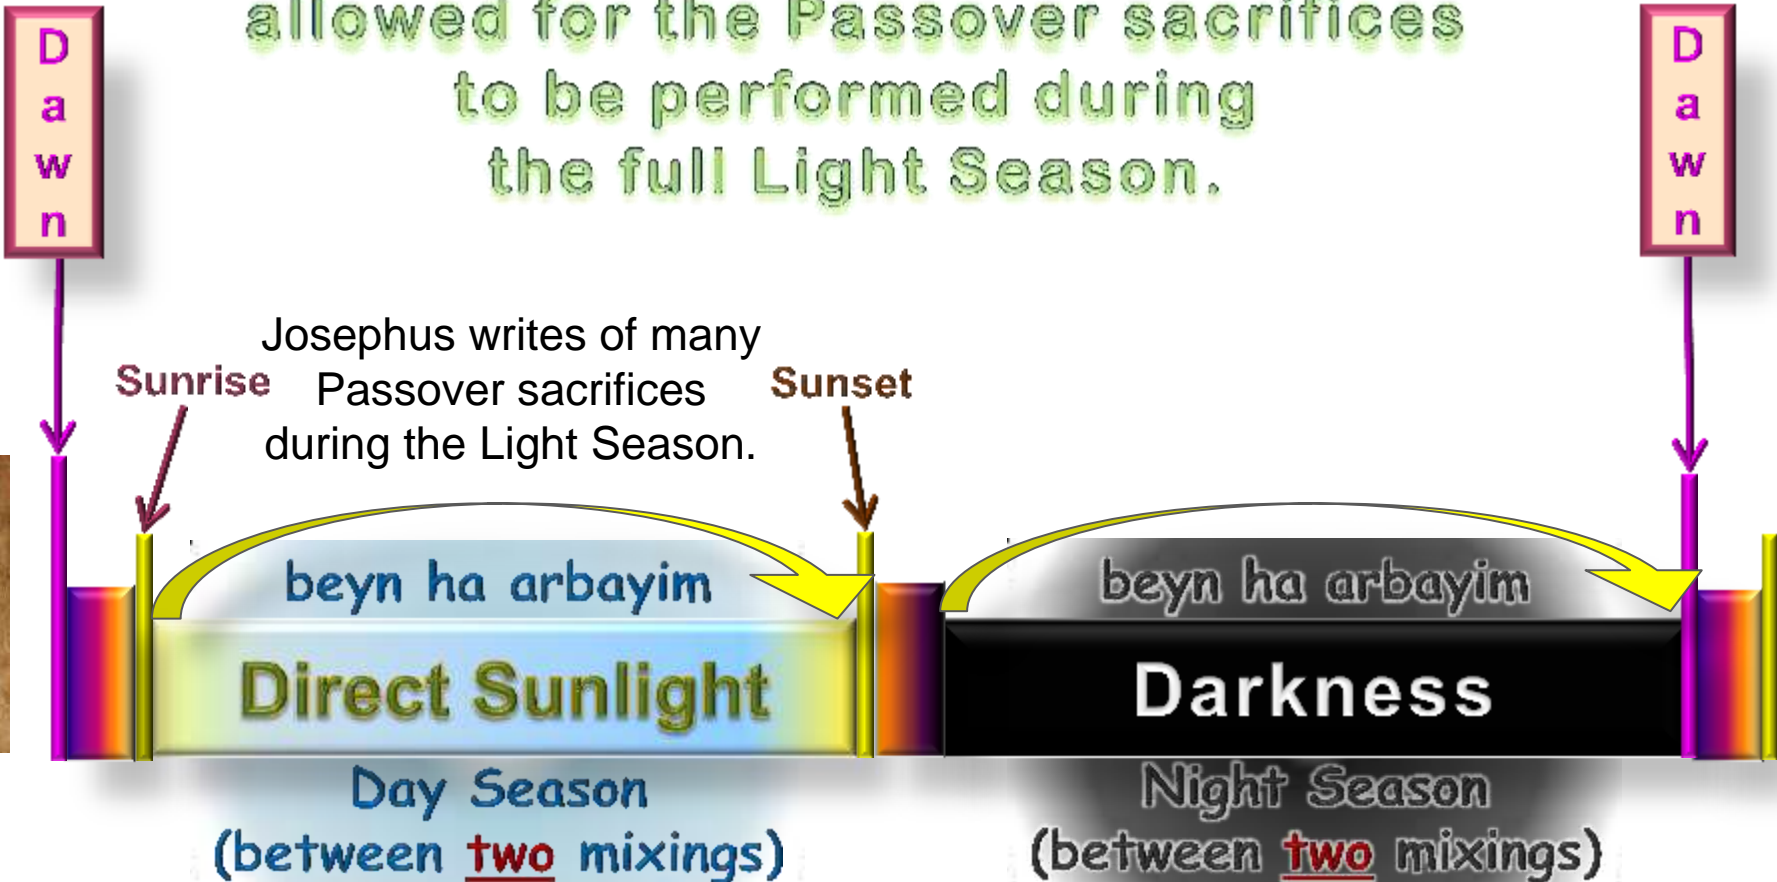 allowed for the Passover sacrifices
to be performed during
the full Light Season.
Dawn
Dawn
Josephus writes of many
Passover sacrifices
during the Light Season.
Sunrise
Sunset
beyn ha arbayim
beyn ha arbayim
Direct Sunlight
Darkness
Day Season
(between two mixings)
Night Season
(between two mixings)